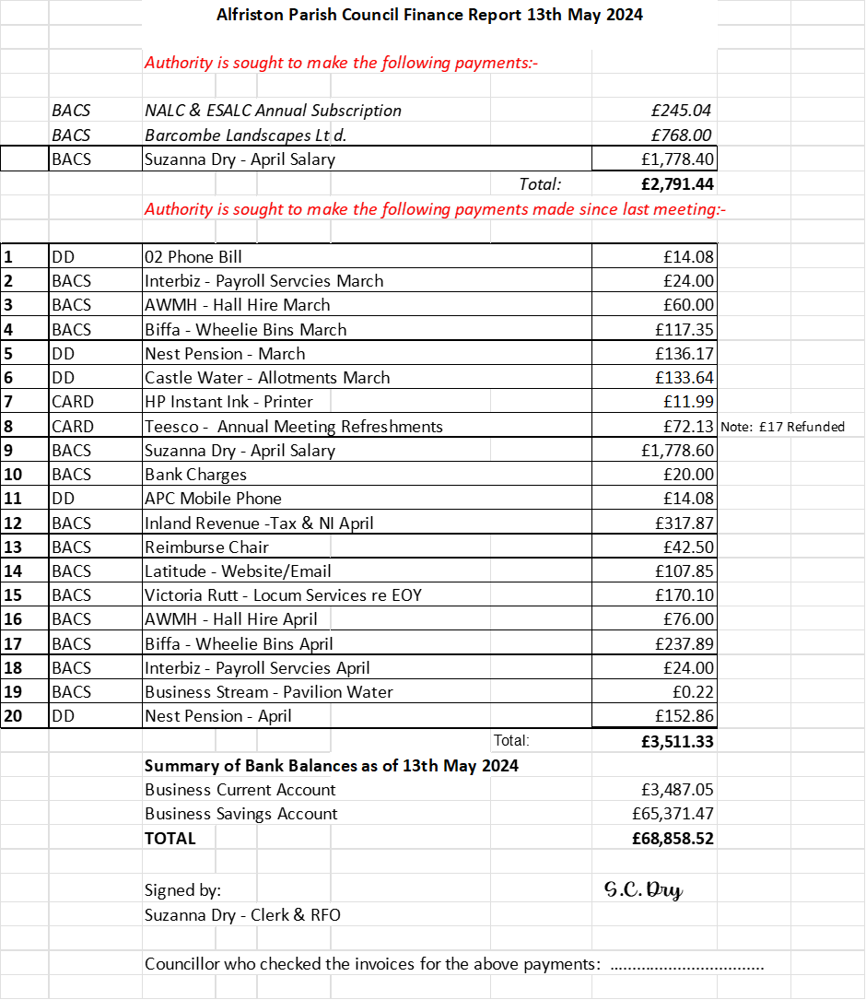 Alfriston Parish Council Finance Report 13th May 2024
Authority is sought to make the following payments:-
BACS NALC & ESALC Annual Subscription £245.04
BACS Barcombe Landscapes Ltd. £768.00
BACS Suzanna Dry - April Salary £1,778.40
Total: £2,791.44
Authority is sought to make the following payments made since last meeting:-
1 DD 02 Phone Bill £14.08
2 BACS Interbiz - Payroll Servcies March £24.00
3 BACS AWMH - Hall Hire March £60.00
4 BACS Biffa - Wheelie Bins March £117.35
5 DD Nest Pension - March £136.17
6 DD Castle Water - Allotments March £133.64
7 CARD HP Instant Ink - Printer £11.99
8 CARD Teesco - Annual Meeting Refreshments £72.13 Note: £17 Refunded
9 BACS Suzanna Dry - April Salary £1,778.60
10 BACS Bank Charges £20.00
11 DD APC Mobile Phone £14.08
12 BACS Inland Revenue -Tax & NI April £317.87
13 BACS Reimburse Chair £42.50
14 BACS Latitude - Website/Email £107.85
15 BACS Victoria Rutt - Locum Services re EOY £170.10
16 BACS AWMH - Hall Hire April £76.00
17 BACS Biffa - Wheelie Bins April £237.89
18 BACS Interbiz - Payroll Servcies April £24.00
19 BACS Business Stream - Pavilion Water £0.22
20 DD Nest Pension - April £152.86
Total: £3,511.33
Summary of Bank Balances as of 13th May 2024
Business Current Account £3,487.05
Business Savings Account £65,371.47
TOTAL £68,858.52
Signed by: S.C. Dry
Suzanna Dry - Clerk & RFO
Councillor who checked the invoices for the above payments: ..................................